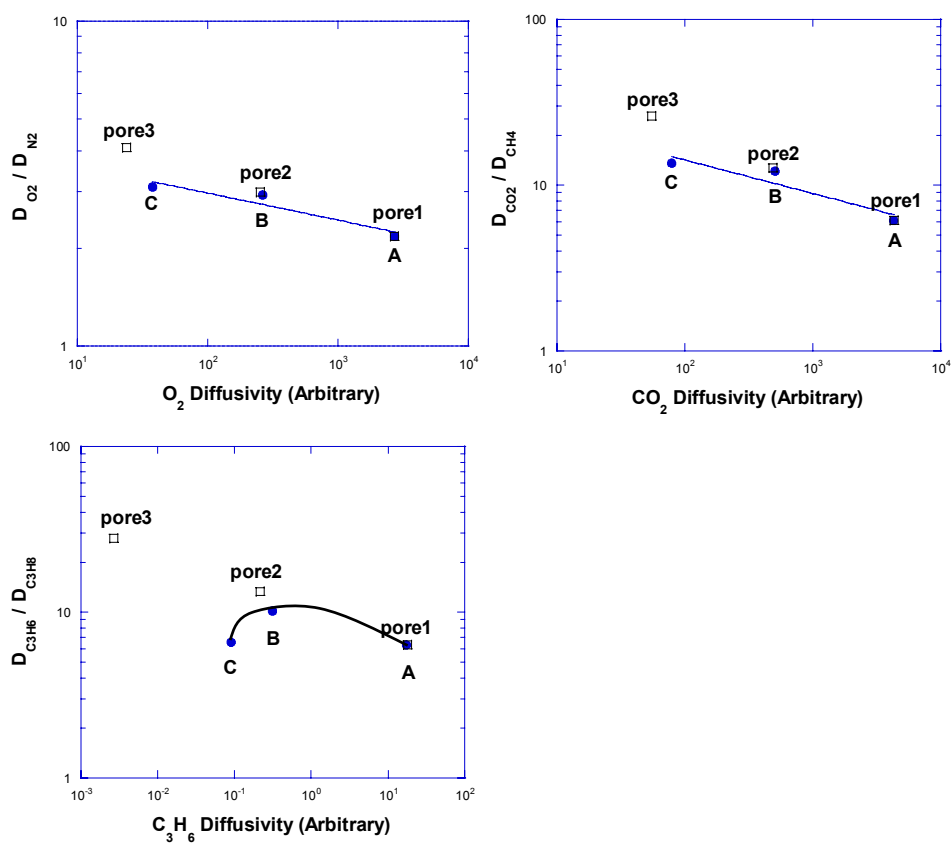 10
1
D O2 / D N2
pore3
pore2
pore1
C
B
A
10^1
10^2
10^3
10^4
O2 Diffusivity (Arbitrary)
100
10
1
D CO2 / D CH4
pore3
pore2
pore1
C
B
A
10^1
10^2
10^3
10^4
CO2 Diffusivity (Arbitrary)
100
10
1
D C3H6 / D C3H8
pore3
pore2
pore1
C
B
A
10^-3
10^-2
10^-1
10^0
10^1
10^2
C3H6 Diffusivity (Arbitrary)